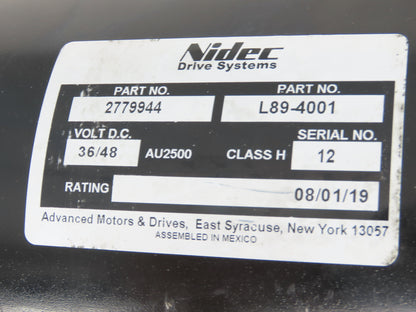 Nidec
Drive Systems
PART NO. PART NO.
2779944 L89-4001
VOLT D.C. SERIAL NO.
36/48 AU2500 CLASS H 12
RATING 08/01/19
Advanced Motors & Drives, East Syracuse, New York 13057
ASSEMBLED IN MEXICO